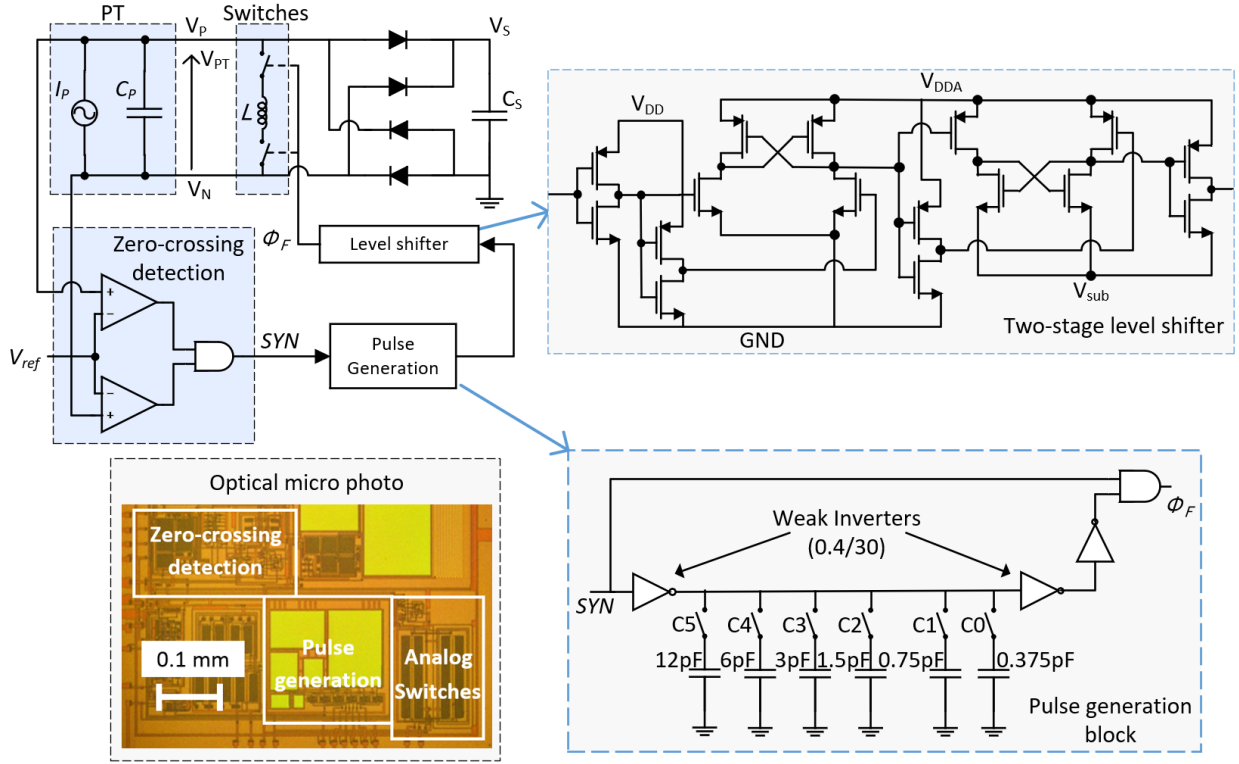 PT
Switches
V_P
V_S
V_PT
I_P
C_P
L
C_S
V_N
Φ_F
Level shifter
Zero-crossing
detection
+
−
V_ref
SYN
Pulse
Generation
−
+
V_DD
V_DDA
V_sub
GND
Two-stage level shifter
Optical micro photo
Zero-crossing
detection
0.1 mm
Pulse
generation
Analog
Switches
Weak Inverters
(0.4/30)
Φ_F
SYN
C5 C4 C3 C2 C1 C0
12pF 6pF 3pF 1.5pF 0.75pF 0.375pF
Pulse generation
block